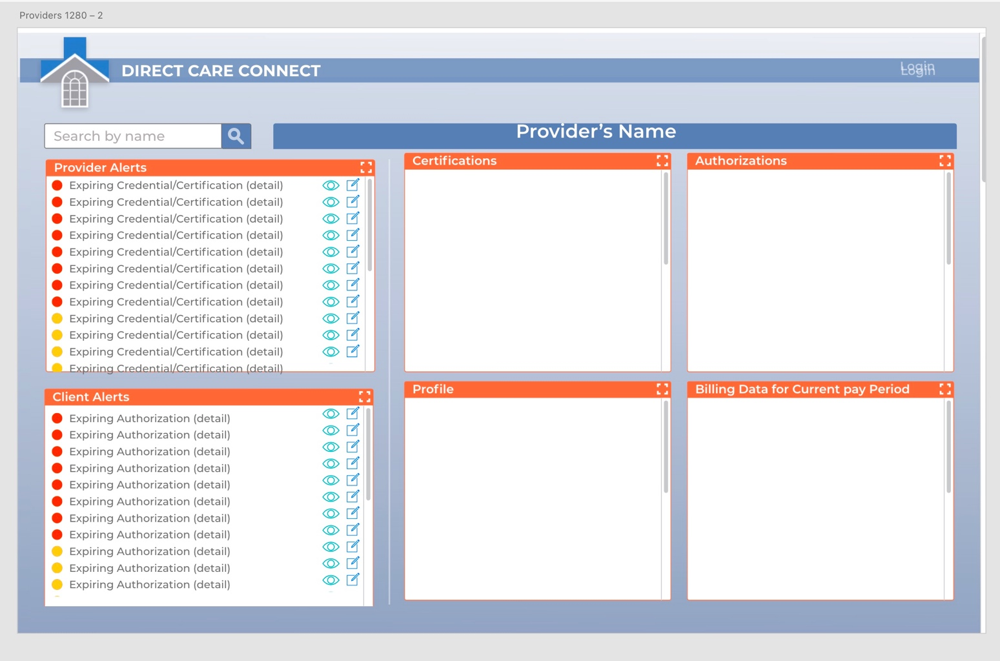 Providers 1280 – 2
DIRECT CARE CONNECT
Login
Login
Search by name
Provider’s Name
Provider Alerts
Expiring Credential/Certification (detail)
Expiring Credential/Certification (detail)
Expiring Credential/Certification (detail)
Expiring Credential/Certification (detail)
Expiring Credential/Certification (detail)
Expiring Credential/Certification (detail)
Expiring Credential/Certification (detail)
Expiring Credential/Certification (detail)
Expiring Credential/Certification (detail)
Expiring Credential/Certification (detail)
Expiring Credential/Certification (detail)
Expiring Credential/Certification (detail)
Client Alerts
Expiring Authorization (detail)
Expiring Authorization (detail)
Expiring Authorization (detail)
Expiring Authorization (detail)
Expiring Authorization (detail)
Expiring Authorization (detail)
Expiring Authorization (detail)
Expiring Authorization (detail)
Expiring Authorization (detail)
Expiring Authorization (detail)
Expiring Authorization (detail)
Certifications
Authorizations
Profile
Billing Data for Current pay Period